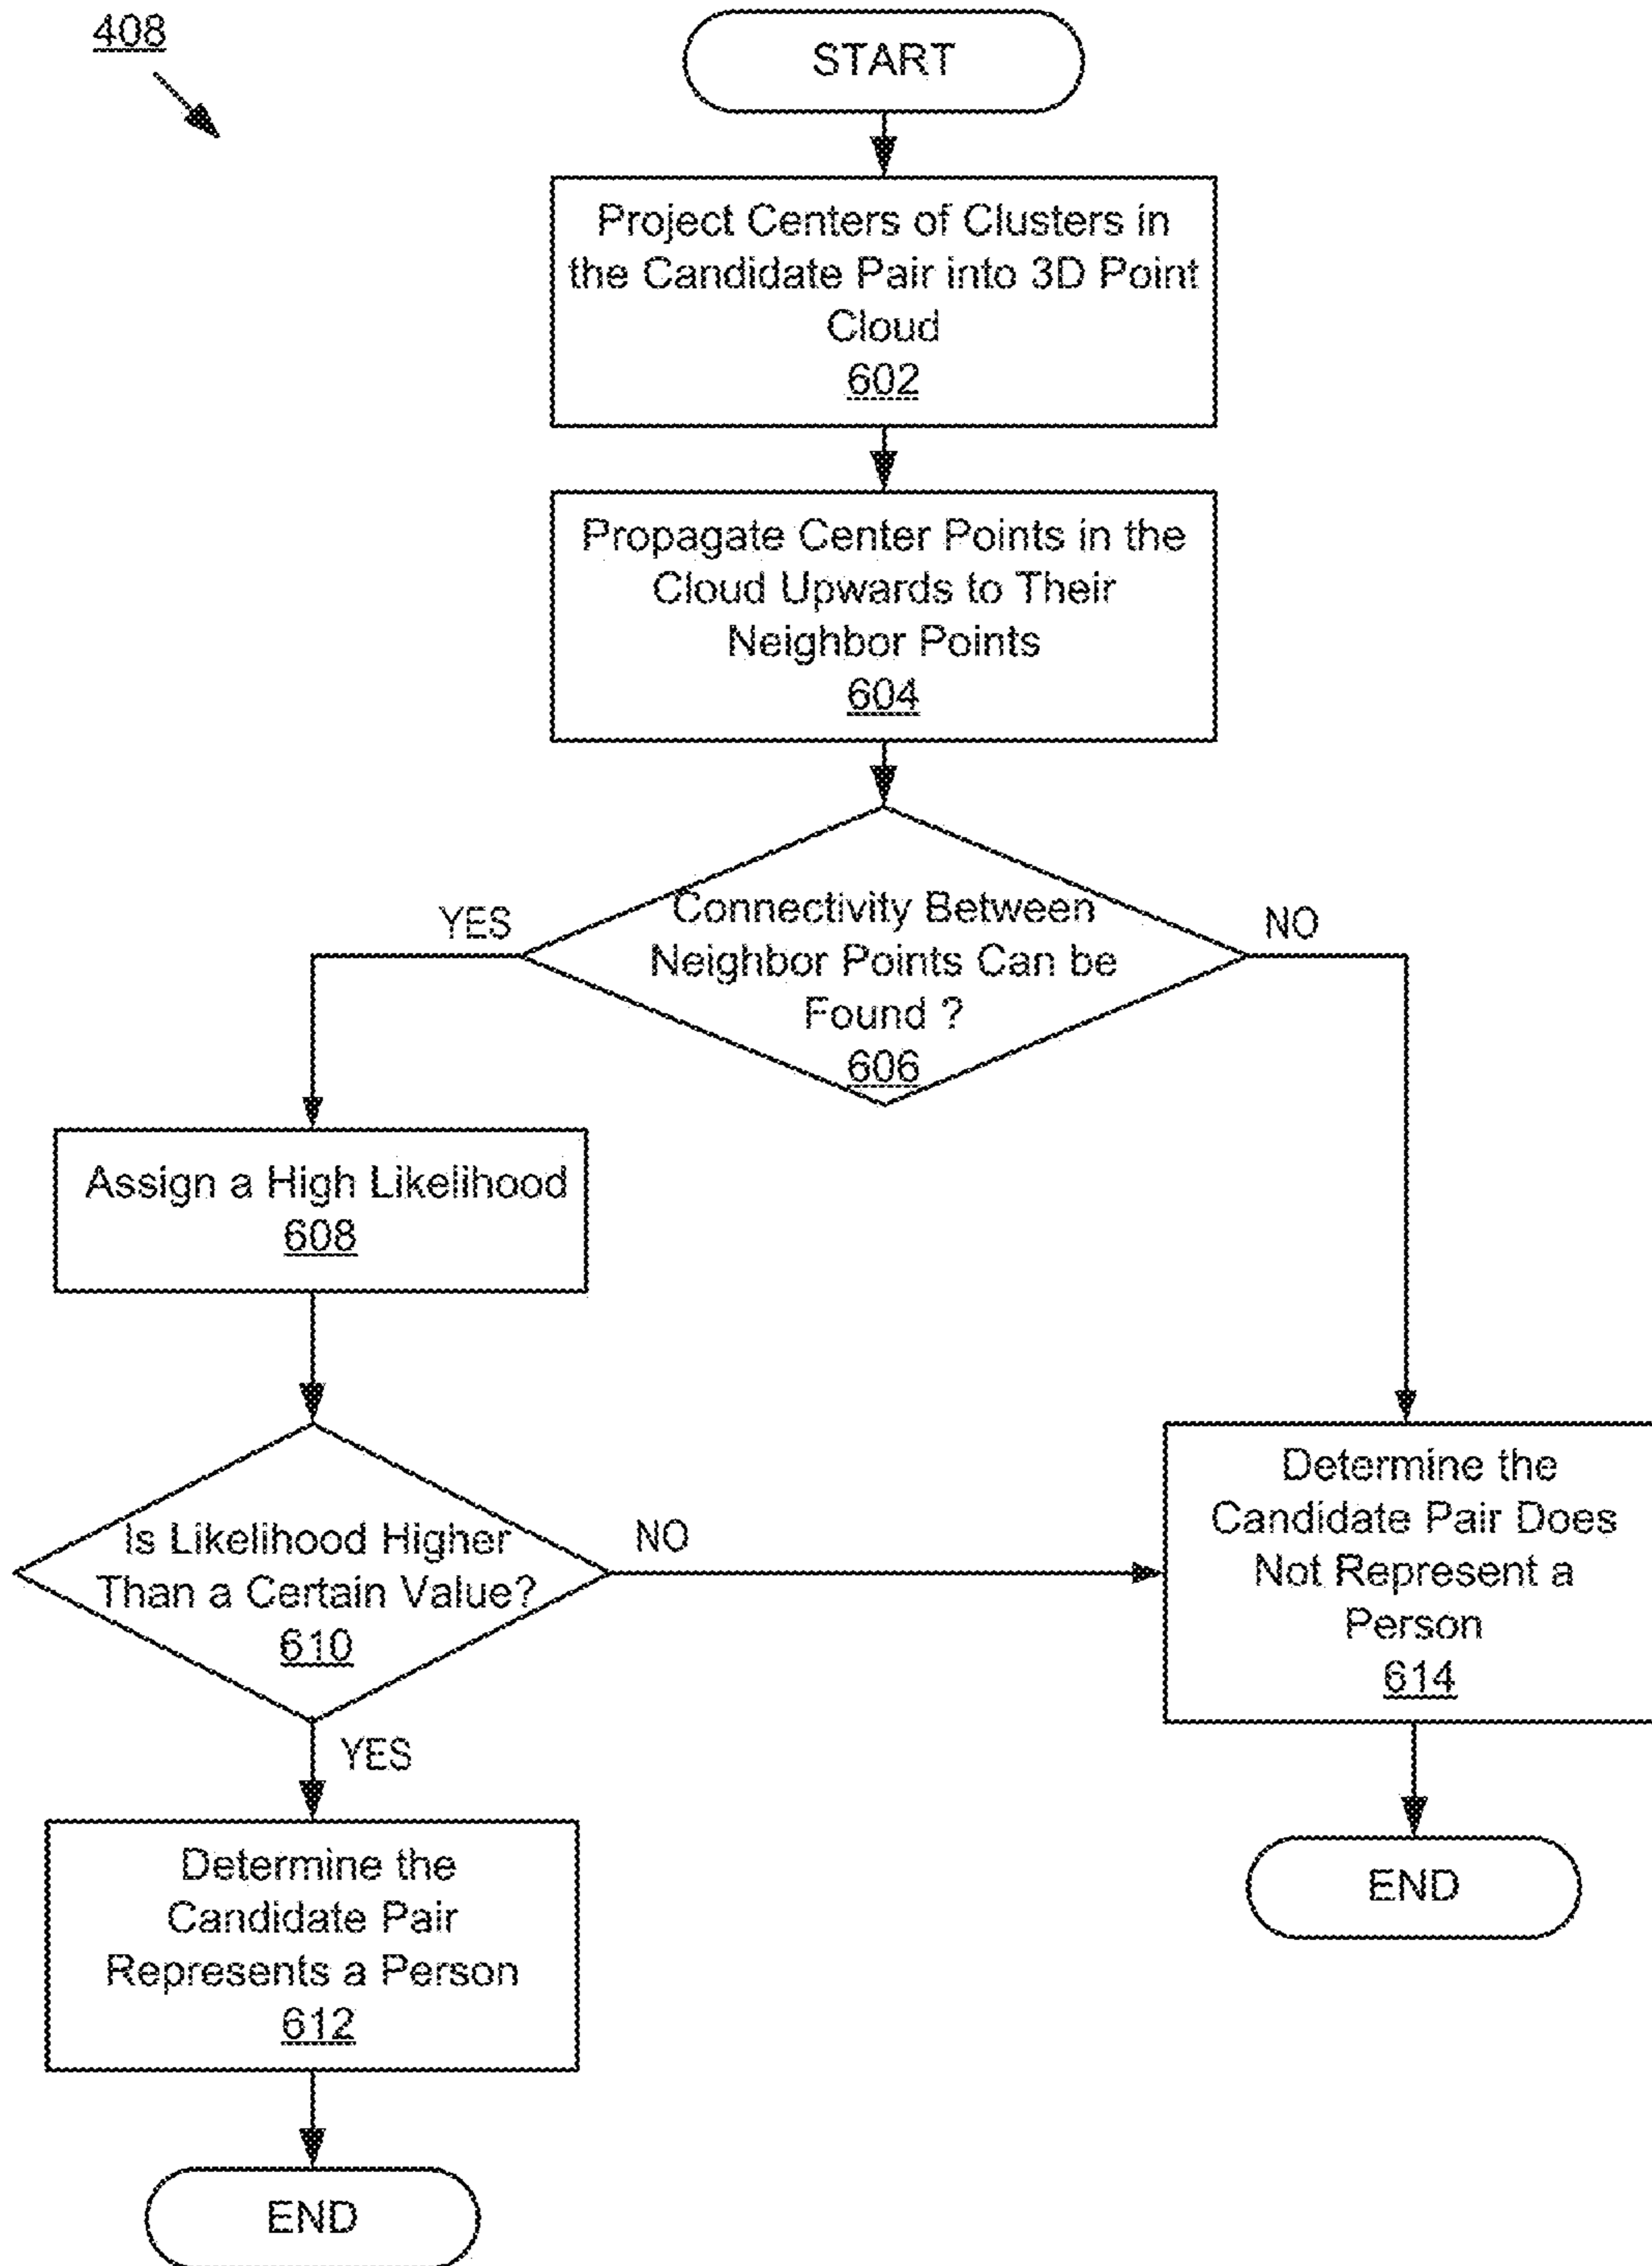 408
START
Project Centers of Clusters in
the Candidate Pair into 3D Point
Cloud
602
Propagate Center Points in the
Cloud Upwards to Their
Neighbor Points
604
Connectivity Between
Neighbor Points Can be
Found ?
606
YES
NO
Assign a High Likelihood
608
Is Likelihood Higher
Than a Certain Value?
610
NO
YES
Determine the
Candidate Pair Does
Not Represent a
Person
614
END
Determine the
Candidate Pair
Represents a Person
612
END